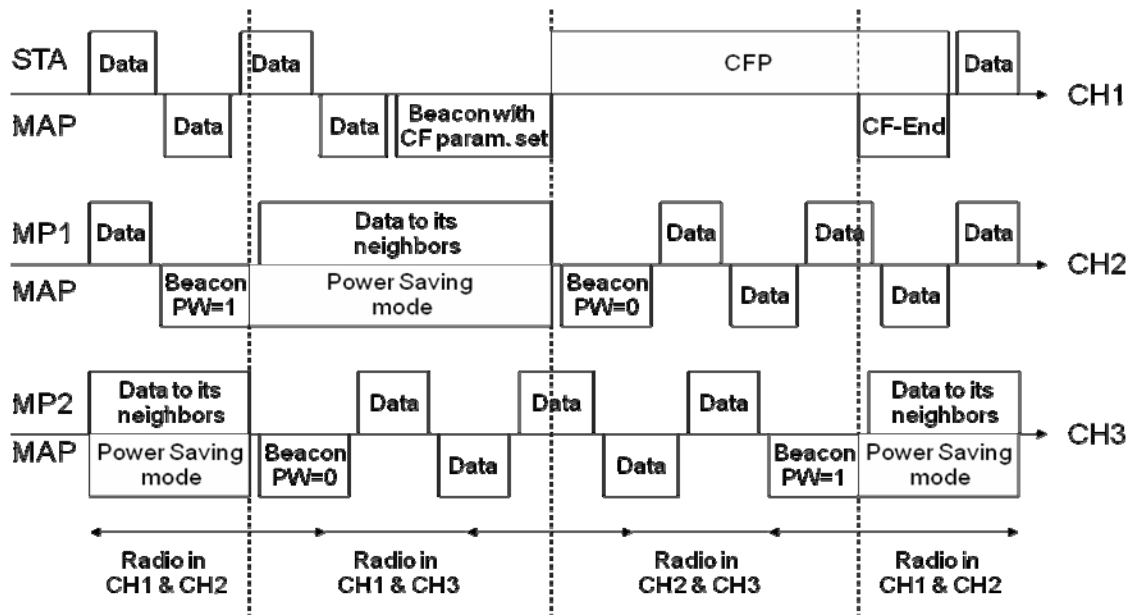 STA
Data
Data
CFP
Data
CH1
MAP
Data
Data
Beacon with
CF param. set
CF-End
MP1
Data
Data to its
neighbors
Data
Data
Data
CH2
MAP
Beacon
PW=1
Power Saving
mode
Beacon
PW=0
Data
Data
MP2
Data to its
neighbors
Data
Data
Data
Data to its
neighbors
CH3
MAP
Power Saving
mode
Beacon
PW=0
Data
Data
Beacon
PW=1
Power Saving
mode
Radio in
CH1 & CH2
Radio in
CH1 & CH3
Radio in
CH2 & CH3
Radio in
CH1 & CH2